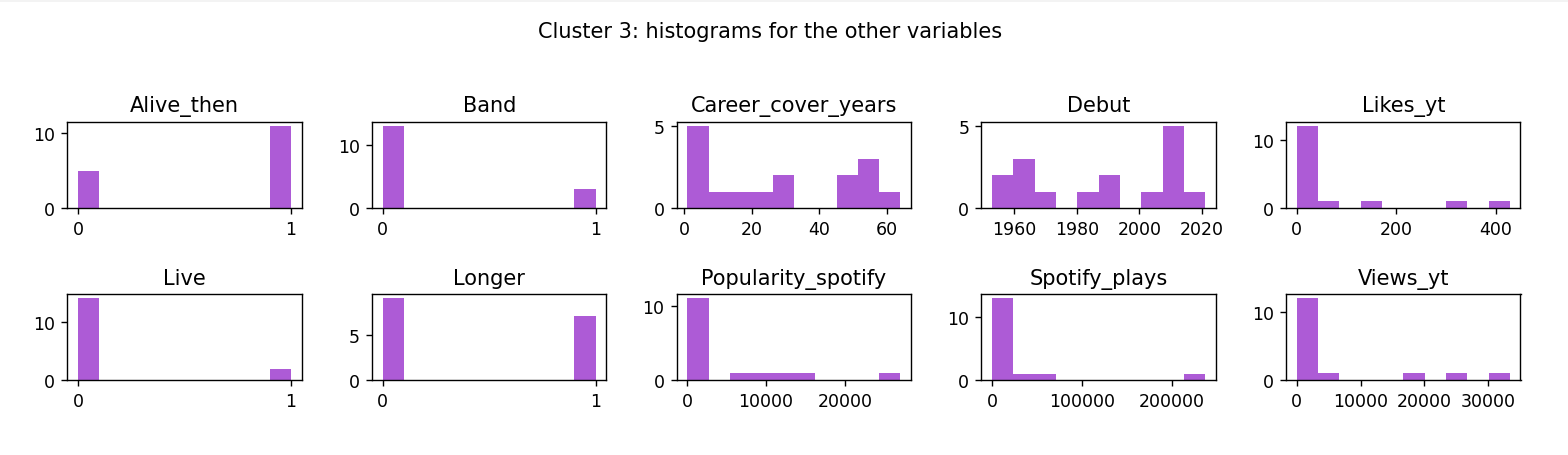 Cluster 3: histograms for the other variables
Alive_then
Band
Career_cover_years
Debut
Likes_yt
10
0
0 1
10
0
0 1
5
0
0 20 40 60
5
0
1960 1980 2000 2020
10
0
0 200 400
Live
Longer
Popularity_spotify
Spotify_plays
Views_yt
10
0
0 1
5
0
0 1
10
0
0 10000 20000
10
0
0 100000 200000
10
0
0 10000 20000 30000